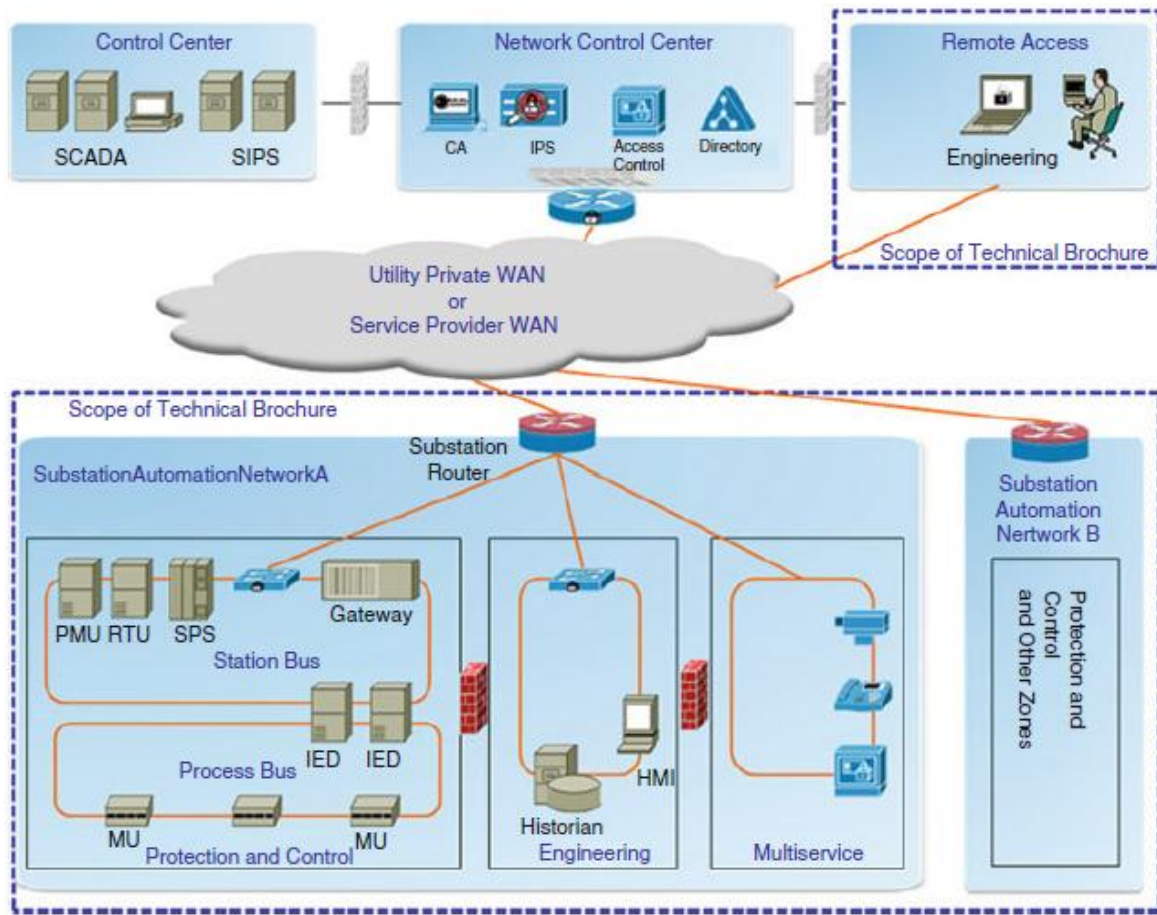 Control Center
SCADA
SIPS
Network Control Center
CA
IPS
Access
Control
Directory
Remote Access
Engineering
Scope of Technical Brochure
Utility Private WAN
or
Service Provider WAN
Scope of Technical Brochure
Substation
Router
SubstationAutomationNetworkA
PMU
RTU
SPS
Gateway
Station Bus
IED
IED
Process Bus
MU
MU
Protection and Control
HMI
Historian
Engineering
Multiservice
Substation
Automation
Nertwork B
Protection and
Control
and Other Zones